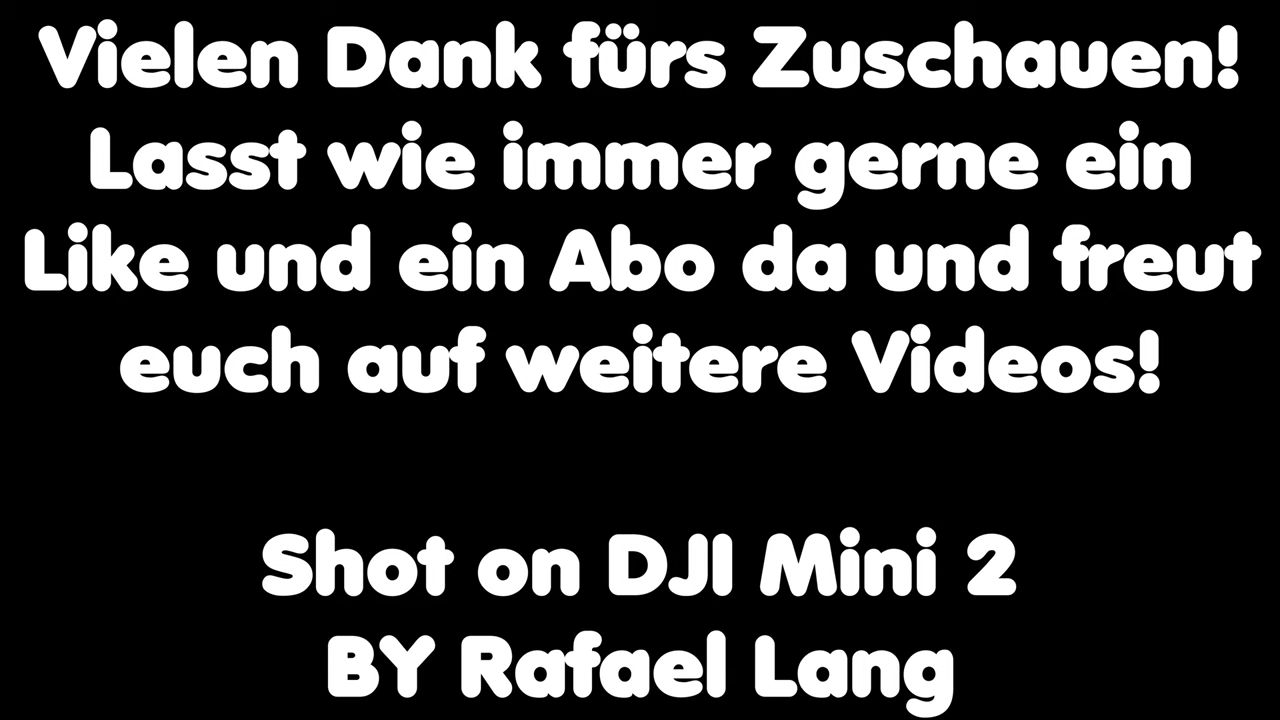 Vielen Dank fürs Zuschauen!
Lasst wie immer gerne ein
Like und ein Abo da und freut
euch auf weitere Videos!
Shot on DJI Mini 2
BY Rafael Lang